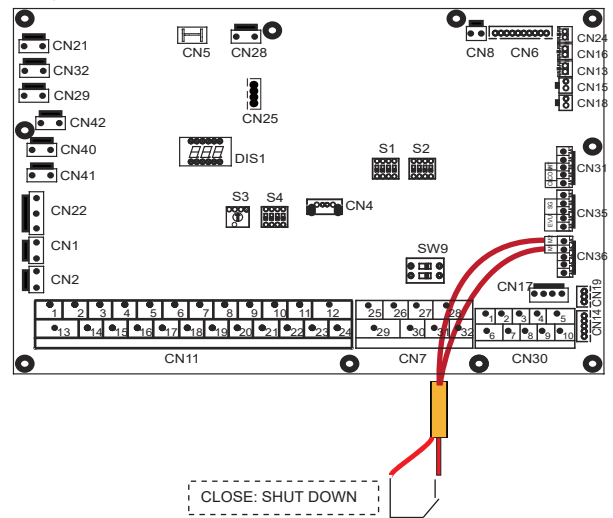 CN21
CN5
CN28
CN8
CN6
CN24
CN16
CN32
CN13
CN15
CN29
CN18
CN25
CN42
S1
S2
CN40
DIS1
CN31
CN41
S3
S4
CN4
CN22
SG
EVU
CN35
M1
M2
CN36
CN1
SW9
CN17
CN19
CN2
CN14
1 2 3 4 5 6 7 8 9 10 11 12
13 14 15 16 17 18 19 20 21 22 23 24
25 26 27 28
29 30 31 32
1 2 3 4 5
6 7 8 9 10
CN11
CN7
CN30
CLOSE: SHUT DOWN